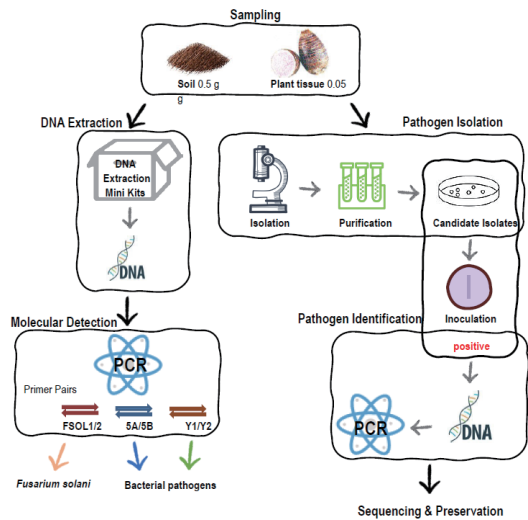 Sampling
Soil 0.5 g
g
Plant tissue 0.05
DNA Extraction
DNA
Extraction
Mini Kits
DNA
Pathogen Isolation
Isolation
Purification
Candidate Isolates
Inoculation
positive
Molecular Detection
PCR
Primer Pairs
FSOL1/2
5A/5B
Y1/Y2
Fusarium solani
Bacterial pathogens
Pathogen Identification
PCR
DNA
Sequencing & Preservation